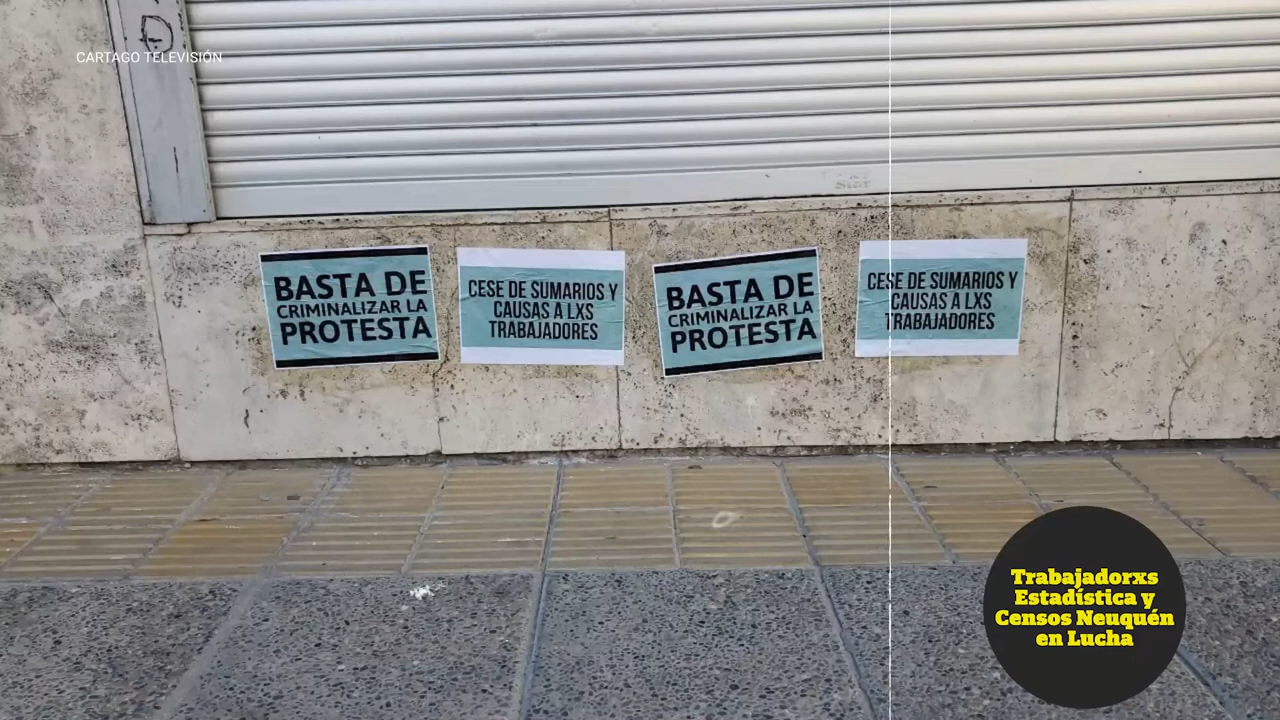 CARTAGO TELEVISIÓN
BASTA DE
CRIMINALIZAR LA
PROTESTA
CESE DE SUMARIOS Y
CAUSAS A LXS
TRABAJADORES
BASTA DE
CRIMINALIZAR LA
PROTESTA
CESE DE SUMARIOS Y
CAUSAS A LXS
TRABAJADORES
Trabajadorxs
Estadística y
Censos Neuquén
en Lucha